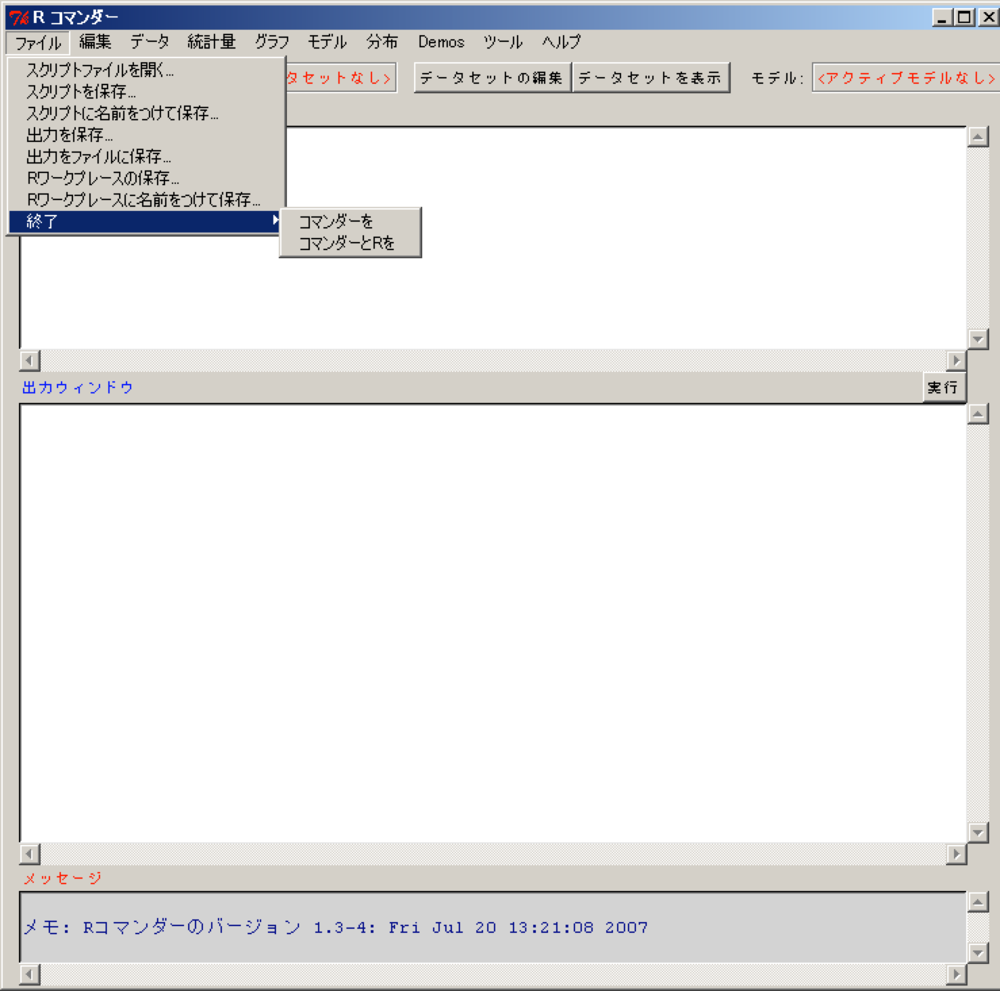 R コマンダー
ファイル 編集 データ 統計量 グラフ モデル 分布 Demos ツール ヘルプ
タセットなし> データセットの編集 データセットを表示 モデル: <アクティブモデルなし>
スクリプトファイルを開く...
スクリプトを保存...
スクリプトに名前をつけて保存...
出力を保存...
出力をファイルに保存...
Rワークプレースの保存...
Rワークプレースに名前をつけて保存...
終了
コマンダーを
コマンダーとRを
出力ウィンドウ 実行
メッセージ
メモ: Rコマンダーのバージョン 1.3-4: Fri Jul 20 13:21:08 2007